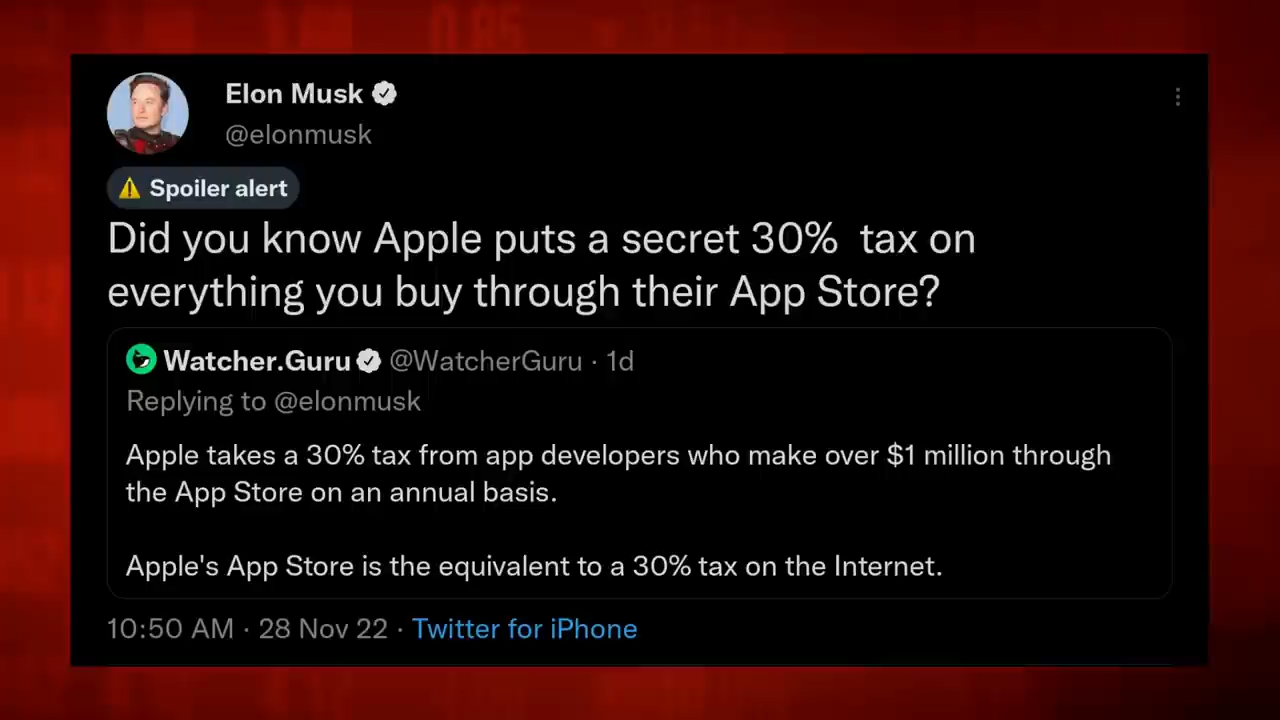 Elon Musk
@elonmusk
⚠️ Spoiler alert
Did you know Apple puts a secret 30%  tax on
everything you buy through their App Store?
Watcher.Guru @WatcherGuru · 1d
Replying to @elonmusk
Apple takes a 30% tax from app developers who make over $1 million through
the App Store on an annual basis.
Apple's App Store is the equivalent to a 30% tax on the Internet.
10:50 AM · 28 Nov 22 · Twitter for iPhone